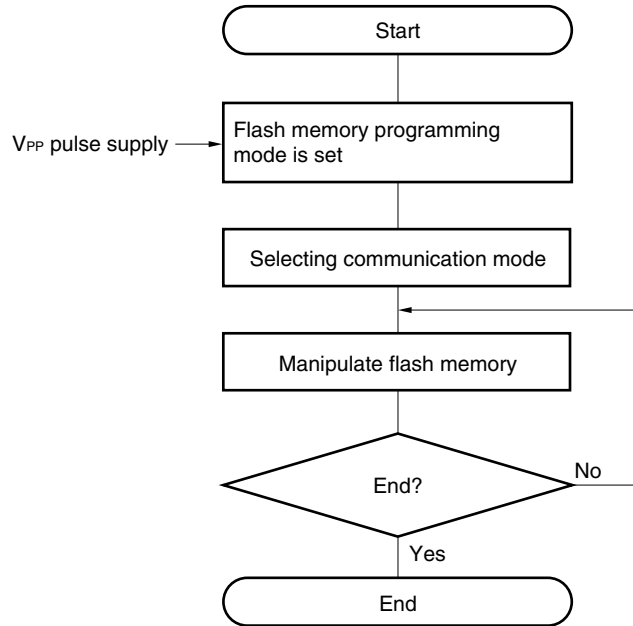 Start
VPP pulse supply
Flash memory programming
mode is set
Selecting communication mode
Manipulate flash memory
End?
No
Yes
End